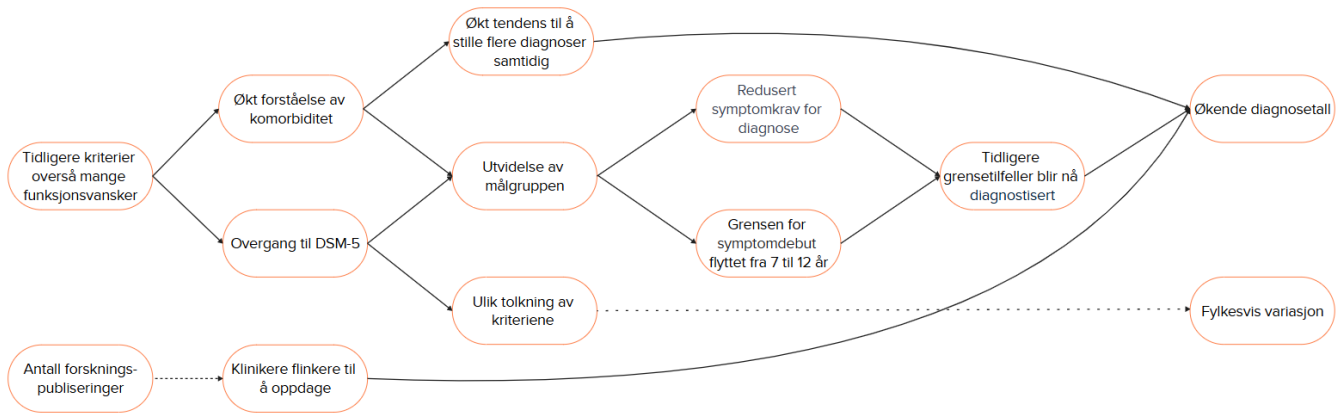 Økt tendens til å
stille flere diagnoser
samtidig
Økt forståelse av
komorbiditet
Redusert
symptomkrav for
diagnose
Økende diagnosetall
Tidligere kriterier
overså mange
funksjonsvansker
Utvidelse av
målgruppen
Tidligere
grensetilfeller blir nå
diagnostisert
Overgang til DSM-5
Grensen for
symptomdebut
flyttet fra 7 til 12 år
Ulik tolkning av
kriteriene
Fylkesvis variasjon
Antall forsknings-
publiseringer
Klinikere flinkere til
å oppdage